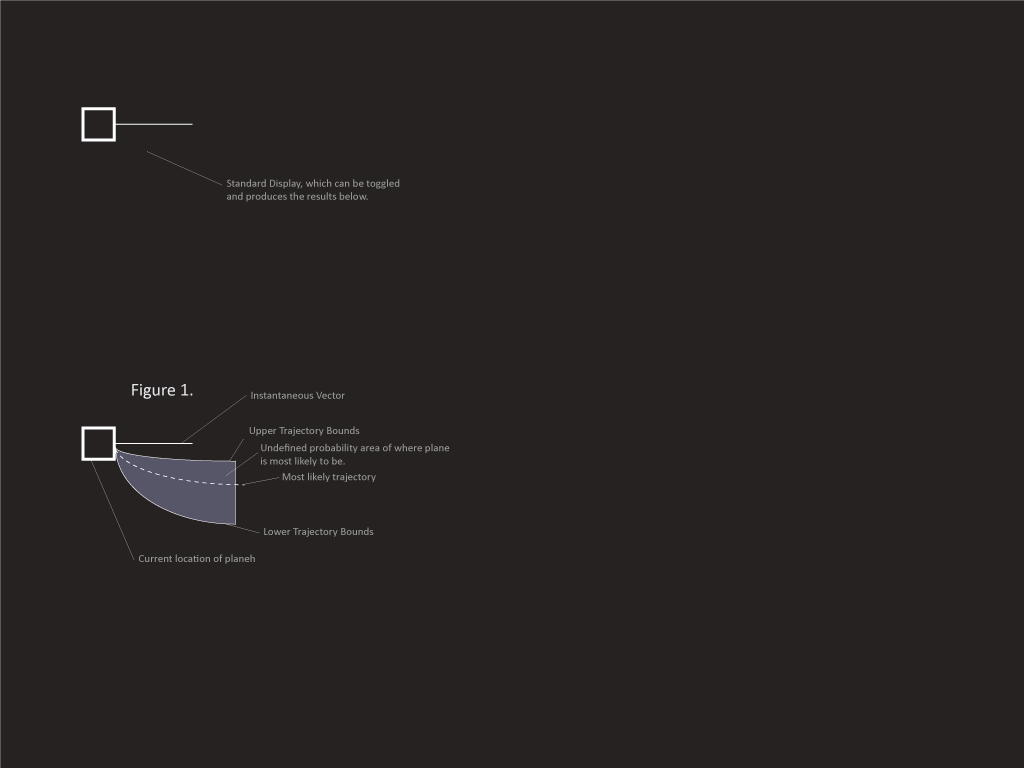 Standard Display, which can be toggled
and produces the results below.
Figure 1.
Instantaneous Vector
Upper Trajectory Bounds
Undefined probability area of where plane
is most likely to be.
Most likely trajectory
Lower Trajectory Bounds
Current location of planeh